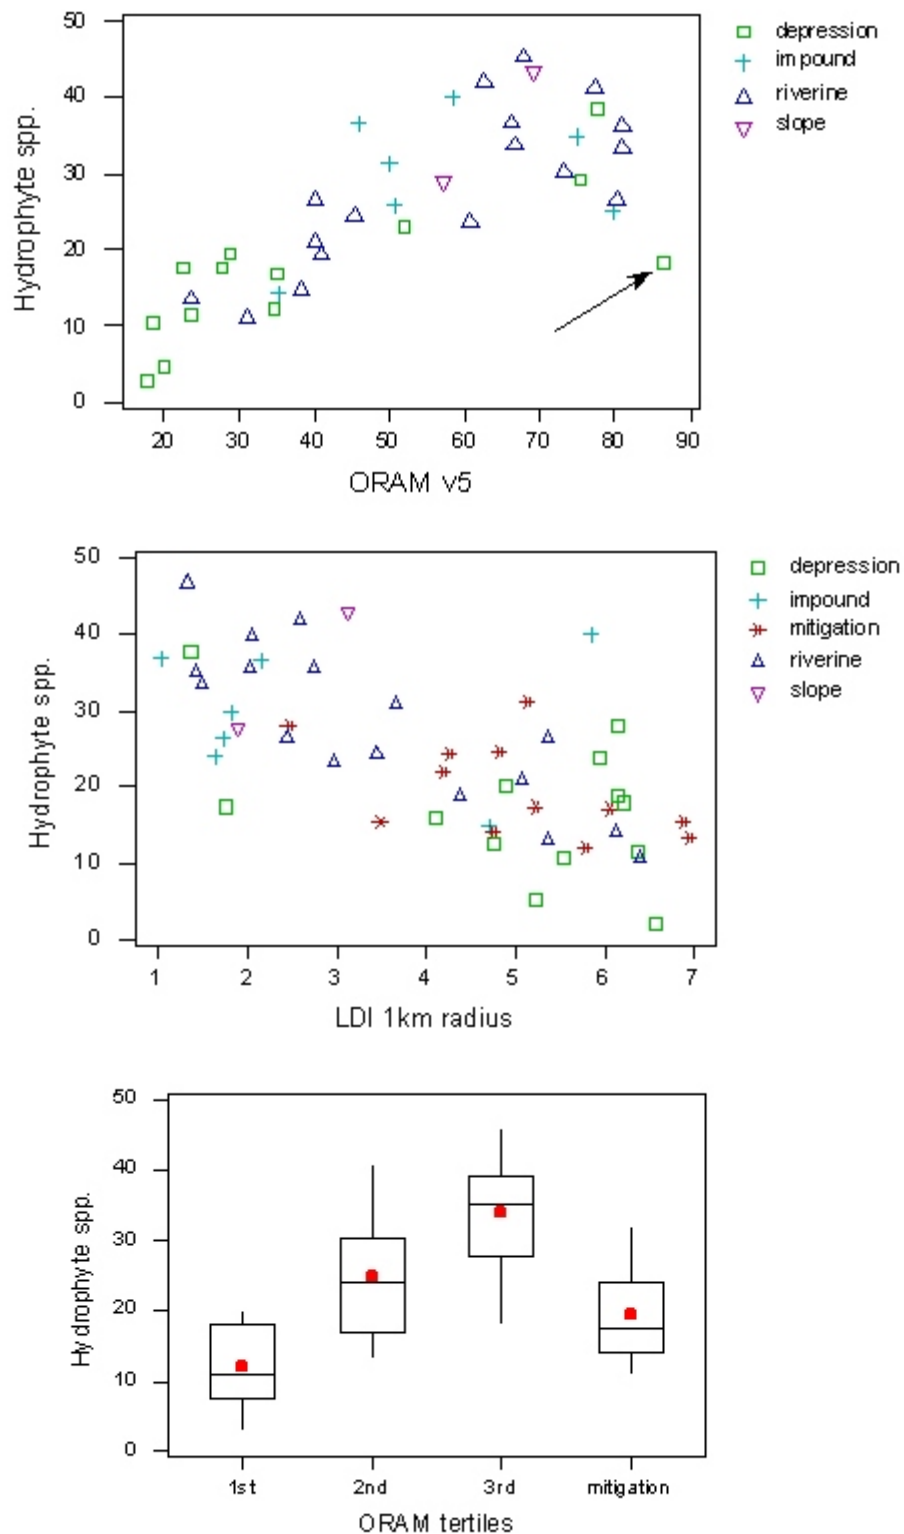 50
40
30
20
10
0
Hydrophyte spp.
20 30 40 50 60 70 80 90
ORAM v5
depression
impound
riverine
slope
50
40
30
20
10
0
Hydrophyte spp.
1 2 3 4 5 6 7
LDI 1km radius
depression
impound
mitigation
riverine
slope
50
40
30
20
10
0
Hydrophyte spp.
1st 2nd 3rd mitigation
ORAM tertiles